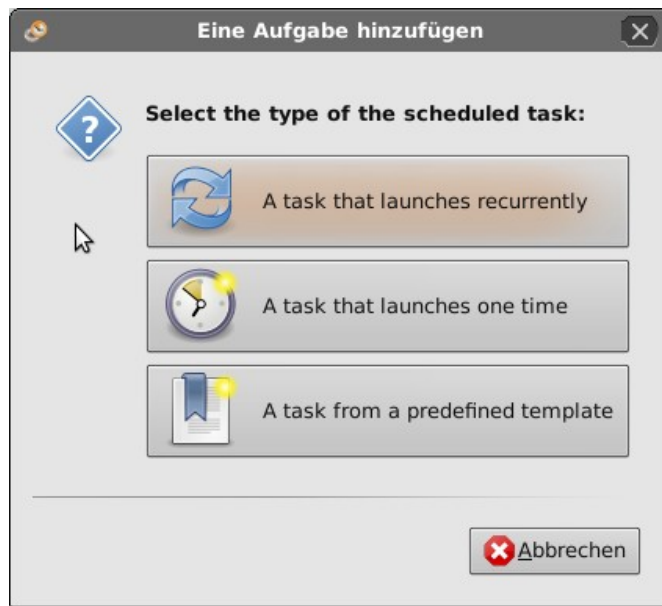 Eine Aufgabe hinzufügen
Select the type of the scheduled task:
A task that launches recurrently
A task that launches one time
A task from a predefined template
Abbrechen